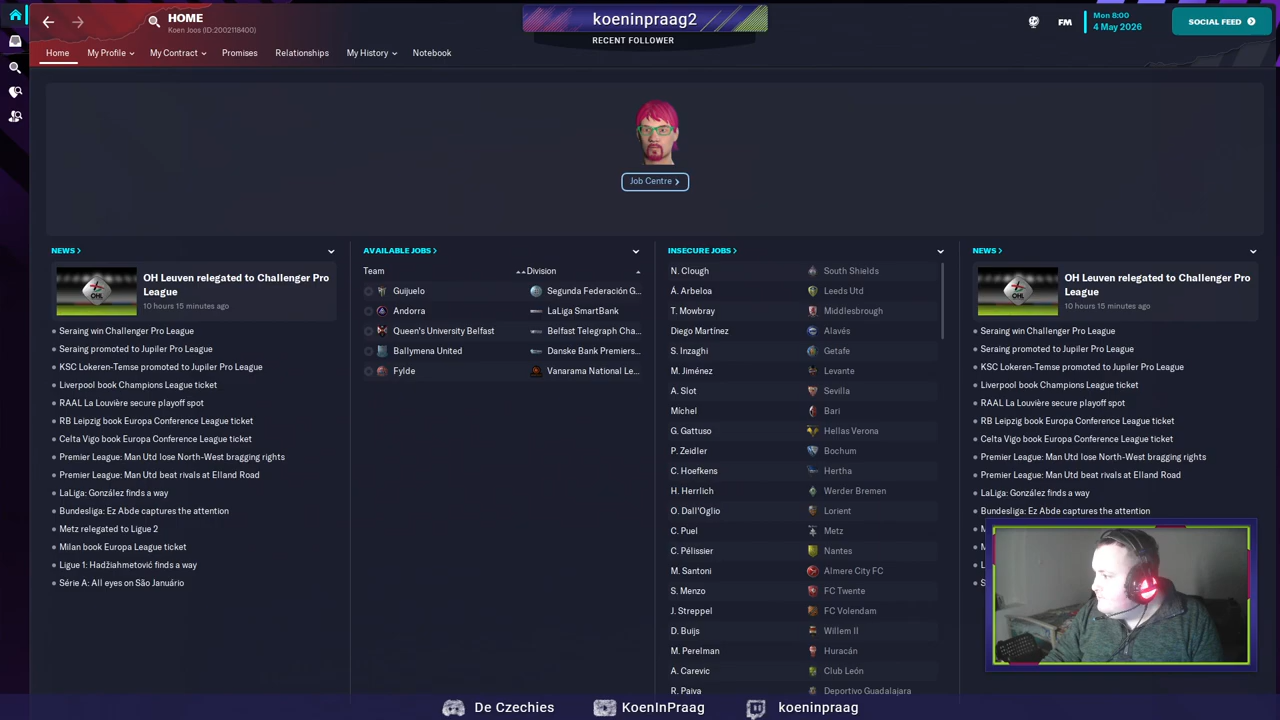 HOME
Koen Joos (ID:2002118400)
koeninpraag2
RECENT FOLLOWER
FM
Mon 8:00
4 May 2026
SOCIAL FEED
Home
My Profile
My Contract
Promises
Relationships
My History
Notebook
Job Centre
NEWS
OH Leuven relegated to Challenger Pro
League
10 hours 15 minutes ago
Seraing win Challenger Pro League
Seraing promoted to Jupiler Pro League
KSC Lokeren-Temse promoted to Jupiler Pro League
Liverpool book Champions League ticket
RAAL La Louvière secure playoff spot
RB Leipzig book Europa Conference League ticket
Celta Vigo book Europa Conference League ticket
Premier League: Man Utd lose North-West bragging rights
Premier League: Man Utd beat rivals at Elland Road
LaLiga: González finds a way
Bundesliga: Ez Abde captures the attention
Metz relegated to Ligue 2
Milan book Europa League ticket
Ligue 1: Hadžiahmetović finds a way
Série A: All eyes on São Januário
AVAILABLE JOBS
Team Division
Guijuelo Segunda Federación G...
Andorra LaLiga SmartBank
Queen's University Belfast Belfast Telegraph Cha...
Ballymena United Danske Bank Premiers...
Fylde Vanarama National Le...
INSECURE JOBS
N. Clough South Shields
Á. Arbeloa Leeds Utd
T. Mowbray Middlesbrough
Diego Martínez Alavés
S. Inzaghi Getafe
M. Jiménez Levante
A. Slot Sevilla
Míchel Bari
G. Gattuso Hellas Verona
P. Zeidler Bochum
C. Hoefkens Hertha
H. Herrlich Werder Bremen
O. Dall'Oglio Lorient
C. Puel Metz
C. Pélissier Nantes
M. Santoni Almere City FC
S. Menzo FC Twente
J. Streppel FC Volendam
D. Buijs Willem II
M. Perelman Huracán
A. Carevic Club León
R. Paiva Deportivo Guadalajara
NEWS
OH Leuven relegated to Challenger Pro
League
10 hours 15 minutes ago
Seraing win Challenger Pro League
Seraing promoted to Jupiler Pro League
KSC Lokeren-Temse promoted to Jupiler Pro League
Liverpool book Champions League ticket
RAAL La Louvière secure playoff spot
RB Leipzig book Europa Conference League ticket
Celta Vigo book Europa Conference League ticket
Premier League: Man Utd lose North-West bragging rights
Premier League: Man Utd beat rivals at Elland Road
LaLiga: González finds a way
Bundesliga: Ez Abde captures the attention
De Czechies
KoenInPraag
koeninpraag